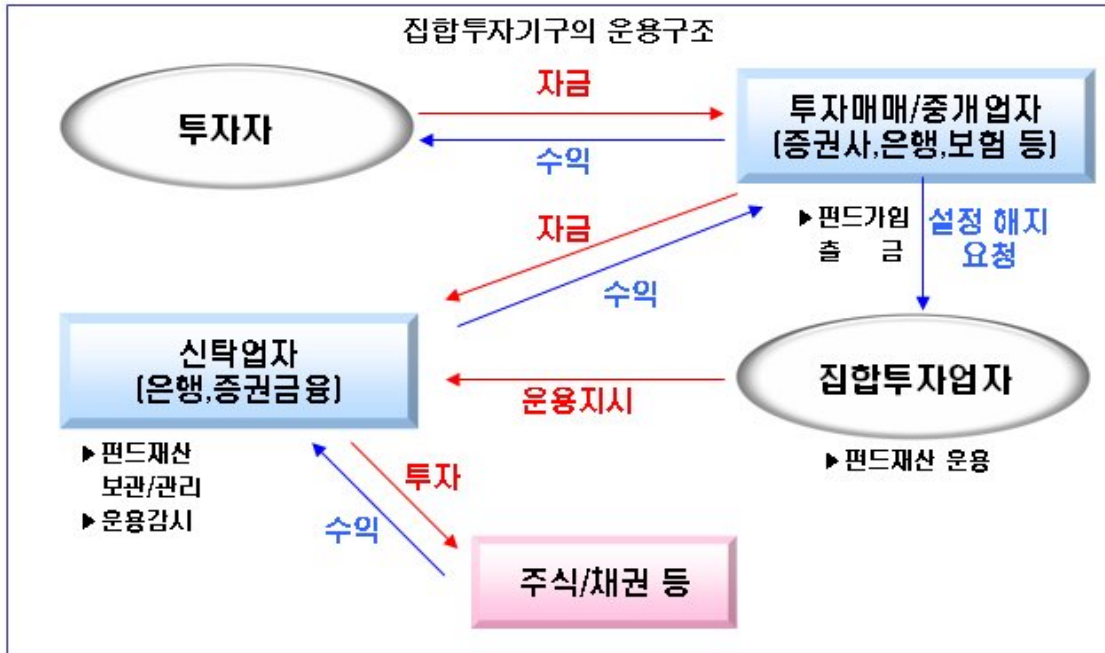 집합투자기구의 운용구조
자금
투자자
투자매매/중개업자
(증권사,은행,보험 등)
수익
▶펀드가입
출 금
설정 해지
요청
자금
수익
신탁업자
(은행,증권금융)
집합투자업자
운용지시
▶펀드재산 운용
▶펀드재산
보관/관리
▶운용감시
투자
수익
주식/채권 등